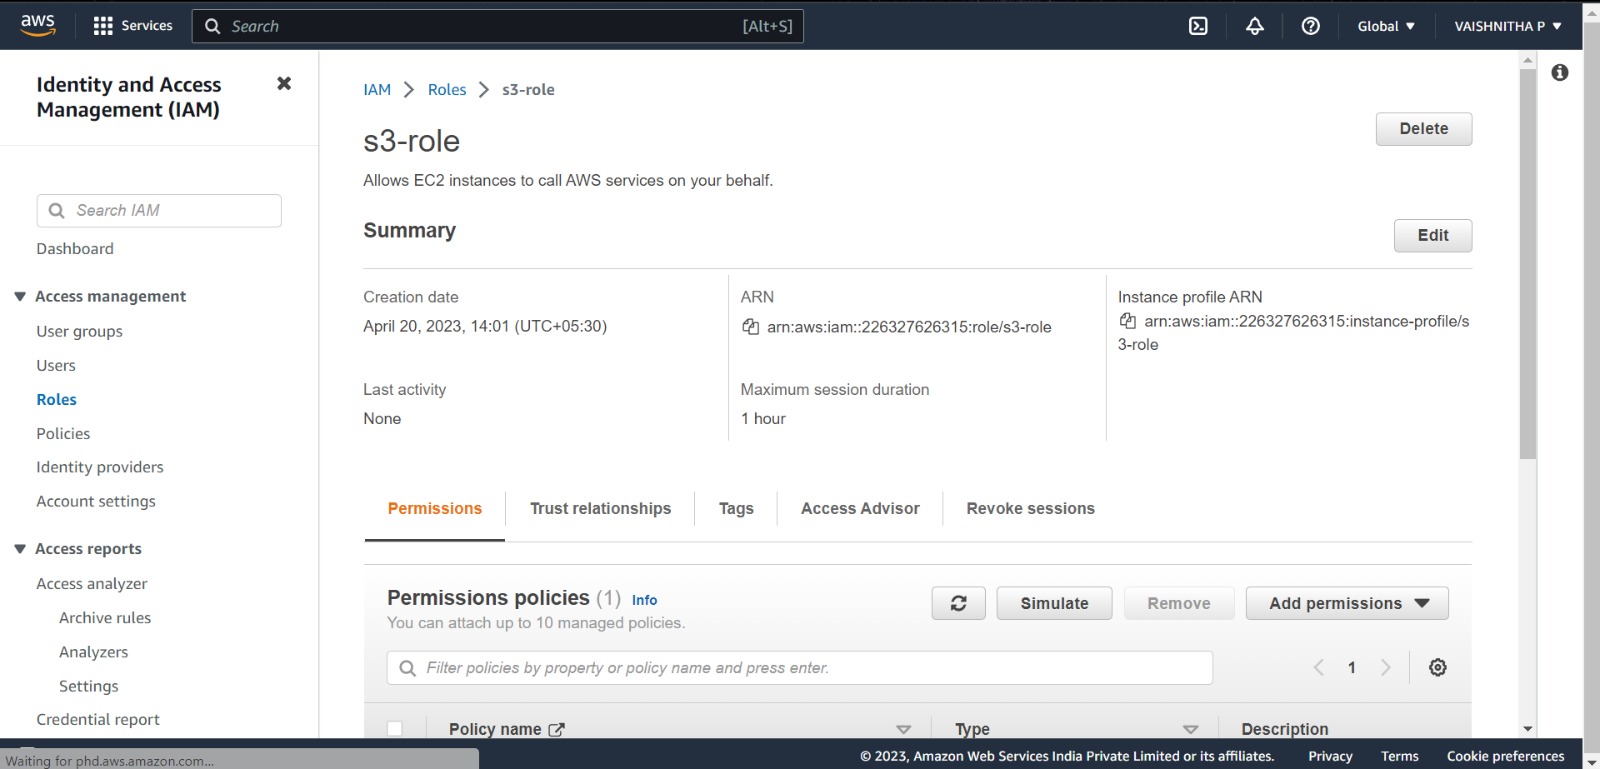 aws
Services
Search
[Alt+S]
Global
VAISHNITHA P
Identity and Access
Management (IAM)
Search IAM
Dashboard
Access management
User groups
Users
Roles
Policies
Identity providers
Account settings
Access reports
Access analyzer
Archive rules
Analyzers
Settings
Credential report
IAM > Roles > s3-role
s3-role
Delete
Allows EC2 instances to call AWS services on your behalf.
Summary
Edit
Creation date
April 20, 2023, 14:01 (UTC+05:30)
ARN
arn:aws:iam::226327626315:role/s3-role
Instance profile ARN
arn:aws:iam::226327626315:instance-profile/s
3-role
Last activity
None
Maximum session duration
1 hour
Permissions
Trust relationships
Tags
Access Advisor
Revoke sessions
Permissions policies (1) Info
You can attach up to 10 managed policies.
Simulate
Remove
Add permissions
Filter policies by property or policy name and press enter.
1
Policy name
Type
Description
Waiting for phd.aws.amazon.com...
© 2023, Amazon Web Services India Private Limited or its affiliates.
Privacy
Terms
Cookie preferences